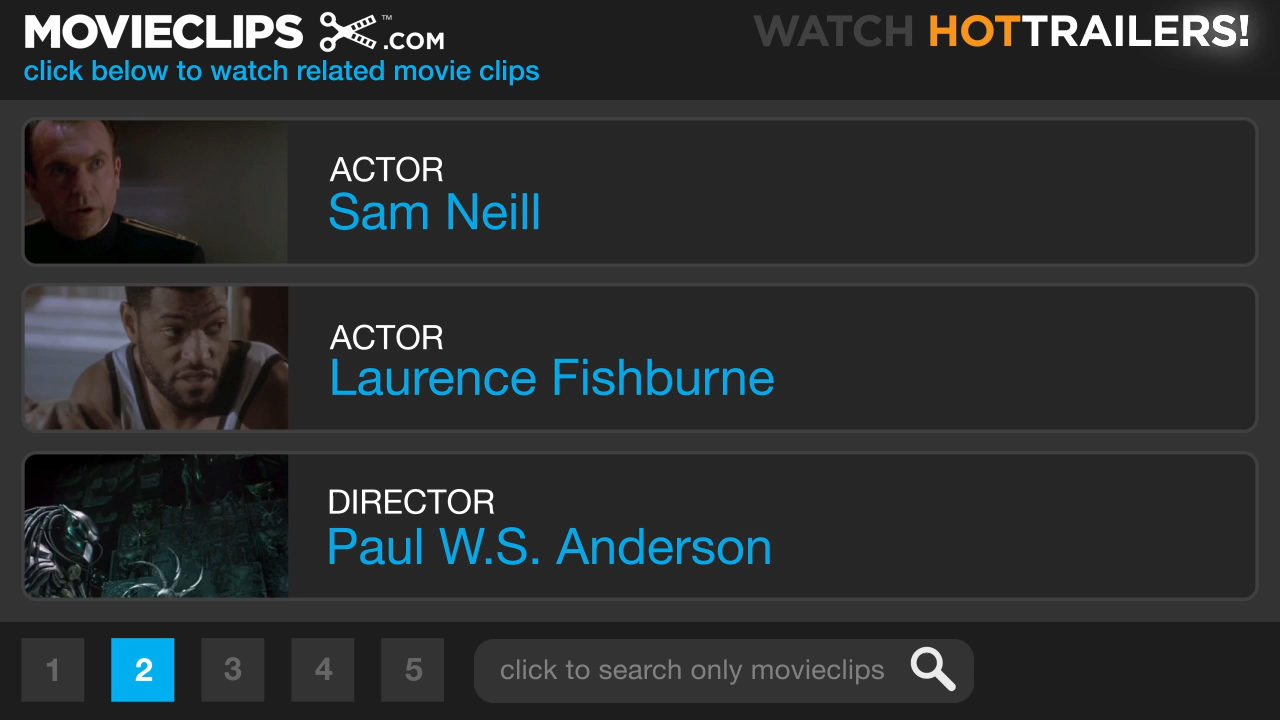 MOVIECLIPS ™ .COM
WATCH HOTTRAILERS!
click below to watch related movie clips
ACTOR
Sam Neill
ACTOR
Laurence Fishburne
DIRECTOR
Paul W.S. Anderson
1 2 3 4 5 click to search only movieclips